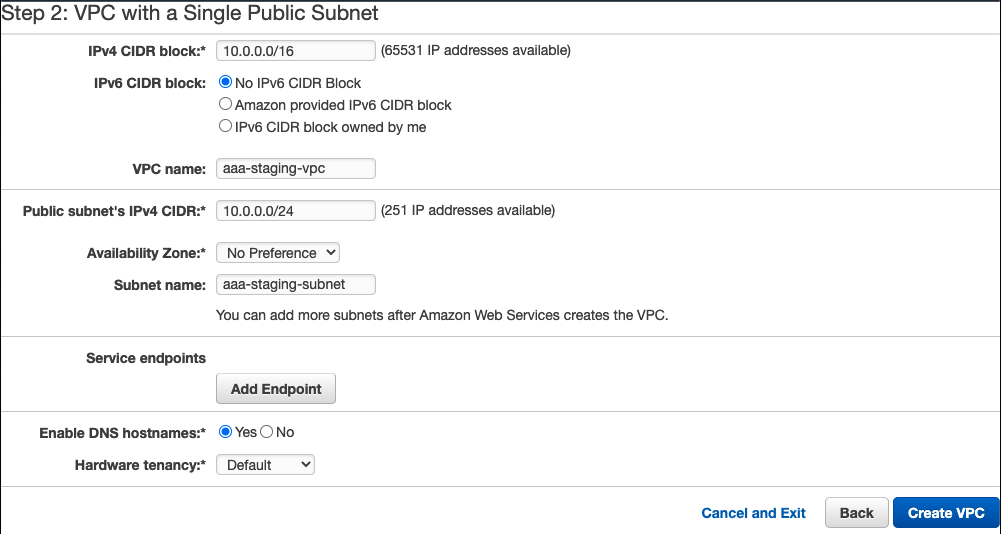 Step 2: VPC with a Single Public Subnet
IPv4 CIDR block:* 10.0.0.0/16 (65531 IP addresses available)
IPv6 CIDR block: No IPv6 CIDR Block
Amazon provided IPv6 CIDR block
IPv6 CIDR block owned by me
VPC name: aaa-staging-vpc
Public subnet's IPv4 CIDR:* 10.0.0.0/24 (251 IP addresses available)
Availability Zone:* No Preference
Subnet name: aaa-staging-subnet
You can add more subnets after Amazon Web Services creates the VPC.
Service endpoints
Add Endpoint
Enable DNS hostnames:* Yes No
Hardware tenancy:* Default
Cancel and Exit Back Create VPC